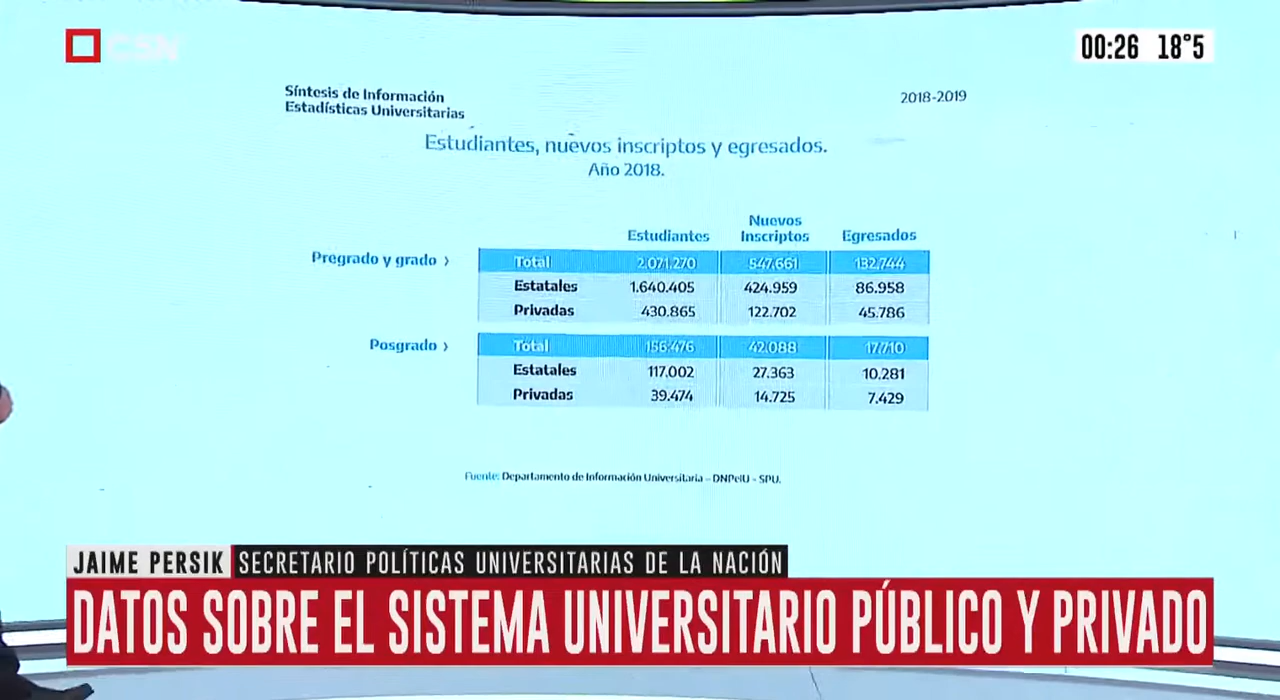 C5N
00:26 18°5
Síntesis de Información
Estadísticas Universitarias
2018-2019
Estudiantes, nuevos inscriptos y egresados.
Año 2018.
Estudiantes Nuevos Inscriptos Egresados
Pregrado y grado › Total 2.071.270 547.661 132.744
Estatales 1.640.405 424.959 86.958
Privadas 430.865 122.702 45.786
Posgrado › Total 156.476 42.088 17.710
Estatales 117.002 27.363 10.281
Privadas 39.474 14.725 7.429
Fuente: Departamento de Información Universitaria - DNPeIU - SPU.
JAIME PERSIK SECRETARIO POLÍTICAS UNIVERSITARIAS DE LA NACIÓN
DATOS SOBRE EL SISTEMA UNIVERSITARIO PÚBLICO Y PRIVADO